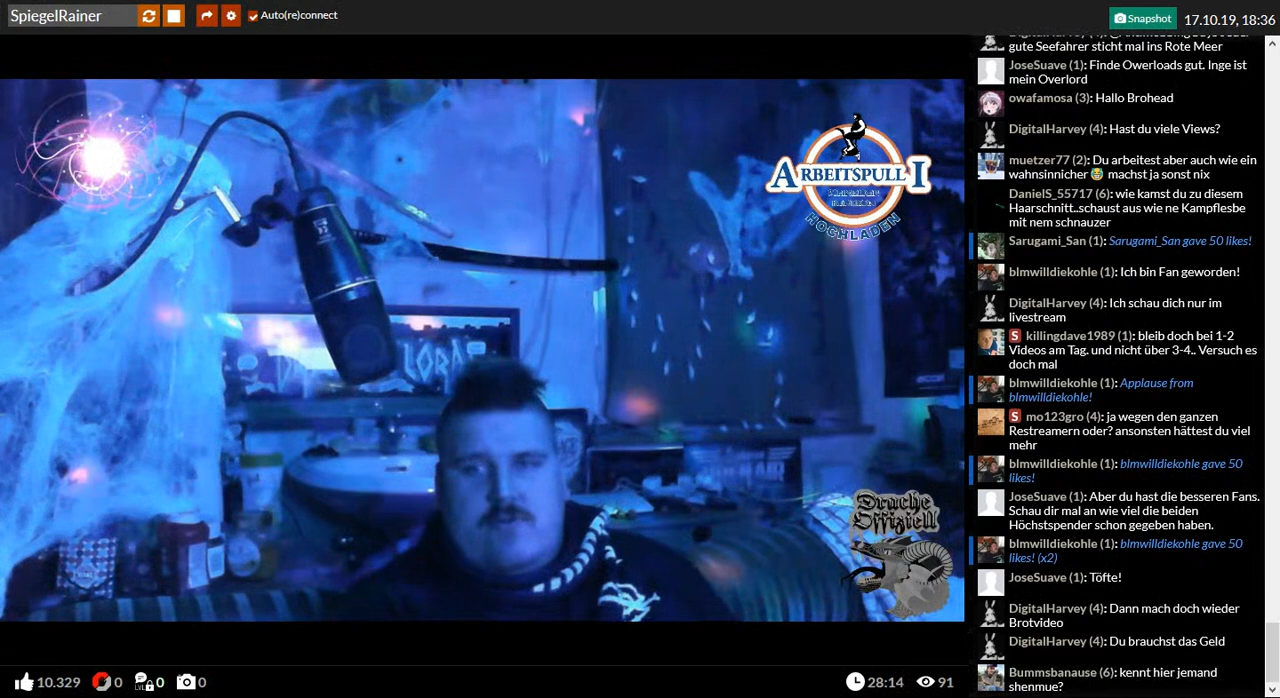 SpiegelRainer
Auto(re)connect
Snapshot
17.10.19, 18:36
ARBEITSPULLI
HOCHLADEN
LORD
Drache
Offiziell
gute Seefahrer sticht mal ins Rote Meer
JoseSuave (1): Finde Owerloads gut. Inge ist
mein Overlord
owafamosa (3): Hallo Brohead
DigitalHarvey (4): Hast du viele Views?
muetzer77 (2): Du arbeitest aber auch wie ein
wahnsinnicher 😭 machst ja sonst nix
DanielS_55717 (6): wie kamst du zu diesem
Haarschnitt..schaust aus wie ne Kampflesbe
mit nem schnauzer
Sarugami_San (1): Sarugami_San gave 50 likes!
blmwilldiekohle (1): Ich bin Fan geworden!
DigitalHarvey (4): Ich schau dich nur im
livestream
S killingdave1989 (1): bleib doch bei 1-2
Videos am Tag. und nicht über 3-4.. Versuch es
doch mal
blmwilldiekohle (1): Applause from
blmwilldiekohle!
S mo123gro (4): ja wegen den ganzen
Restreamern oder? ansonsten hättest du viel
mehr
blmwilldiekohle (1): blmwilldiekohle gave 50
likes!
JoseSuave (1): Aber du hast die besseren Fans.
Schau dir mal an wie viel die beiden
Höchstspender schon gegeben haben.
blmwilldiekohle (1): blmwilldiekohle gave 50
likes! (x2)
JoseSuave (1): Töfte!
DigitalHarvey (4): Dann mach doch wieder
Brotvideo
DigitalHarvey (4): Du brauchst das Geld
Bummsbanause (6): kennt hier jemand
shenmue?
10.329
0
LVL
0
0
28:14
91